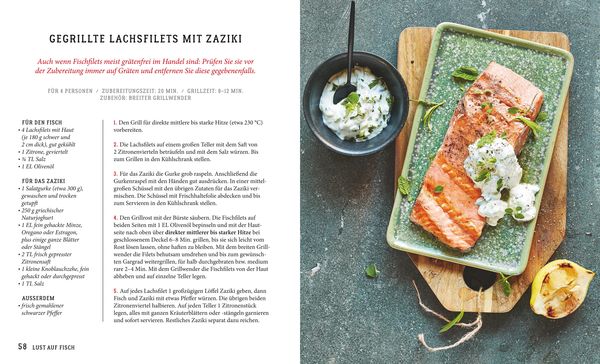 GEGRILLTE LACHSFILETS MIT ZAZIKI
Auch wenn Fischfilets meist grätenfrei im Handel sind: Prüfen Sie sie vor
der Zubereitung immer auf Gräten und entfernen Sie diese gegebenenfalls.
FÜR 4 PERSONEN / ZUBEREITUNGSZEIT: 20 MIN. / GRILLZEIT: 8–12 MIN.
ZUBEHÖR: BREITER GRILLWENDER
FÜR DEN FISCH
• 4 Lachsfilets mit Haut
(je 180 g schwer und
2 cm dick), gut gekühlt
• 1 Zitrone, geviertelt
• ¾ TL Salz
• 1 EL Olivenöl
FÜR DAS ZAZIKI
• 1 Salatgurke (etwa 300 g),
gewaschen und trocken
getupft
• 250 g griechischer
Naturjoghurt
• 1 EL fein gehackte Minze,
Oregano oder Estragon,
plus einige ganze Blätter
oder Stängel
• 2 TL frisch gepresster
Zitronensaft
• 1 kleine Knoblauchzehe, fein
gehackt oder durchgepresst
• 1 TL Salz
AUSSERDEM
• frisch gemahlener
schwarzer Pfeffer
1. Den Grill für direkte mittlere bis starke Hitze (etwa 230 °C)
vorbereiten.
2. Die Lachsfilets auf einem großen Teller mit dem Saft von
2 Zitronenvierteln beträufeln und mit dem Salz würzen. Bis
zum Grillen in den Kühlschrank stellen.
3. Für das Zaziki die Gurke grob raspeln. Anschließend die
Gurkenraspel mit den Händen gut ausdrücken. In einer mittel-
großen Schüssel mit den übrigen Zutaten für das Zaziki ver-
mischen. Die Schüssel mit Frischhaltefolie abdecken und bis
zum Servieren in den Kühlschrank stellen.
4. Den Grillrost mit der Bürste säubern. Die Fischfilets auf
beiden Seiten mit 1 EL Olivenöl bepinseln und mit der Haut-
seite nach oben über direkter mittlerer bis starker Hitze bei
geschlossenem Deckel 6–8 Min. grillen, bis sie sich leicht vom
Rost lösen lassen, ohne haften zu bleiben. Mit dem breiten Grill-
wender die Filets behutsam umdrehen und bis zum gewünsch-
ten Gargrad weitergrillen, für halb durchgebraten bzw. medium
rare 2–4 Min. Mit dem Grillwender die Fischfilets von der Haut
abheben und auf einzelne Teller legen.
5. Auf jedes Lachsfilet 1 großzügigen Löffel Zaziki geben, dann
Fisch und Zaziki mit etwas Pfeffer würzen. Die übrigen beiden
Zitronenviertel halbieren. Auf jeden Teller 1 Zitronenstück
legen, alles mit ganzen Kräuterblättern oder -stängeln garnieren
und sofort servieren. Restliches Zaziki separat dazu reichen.
58 LUST AUF FISCH